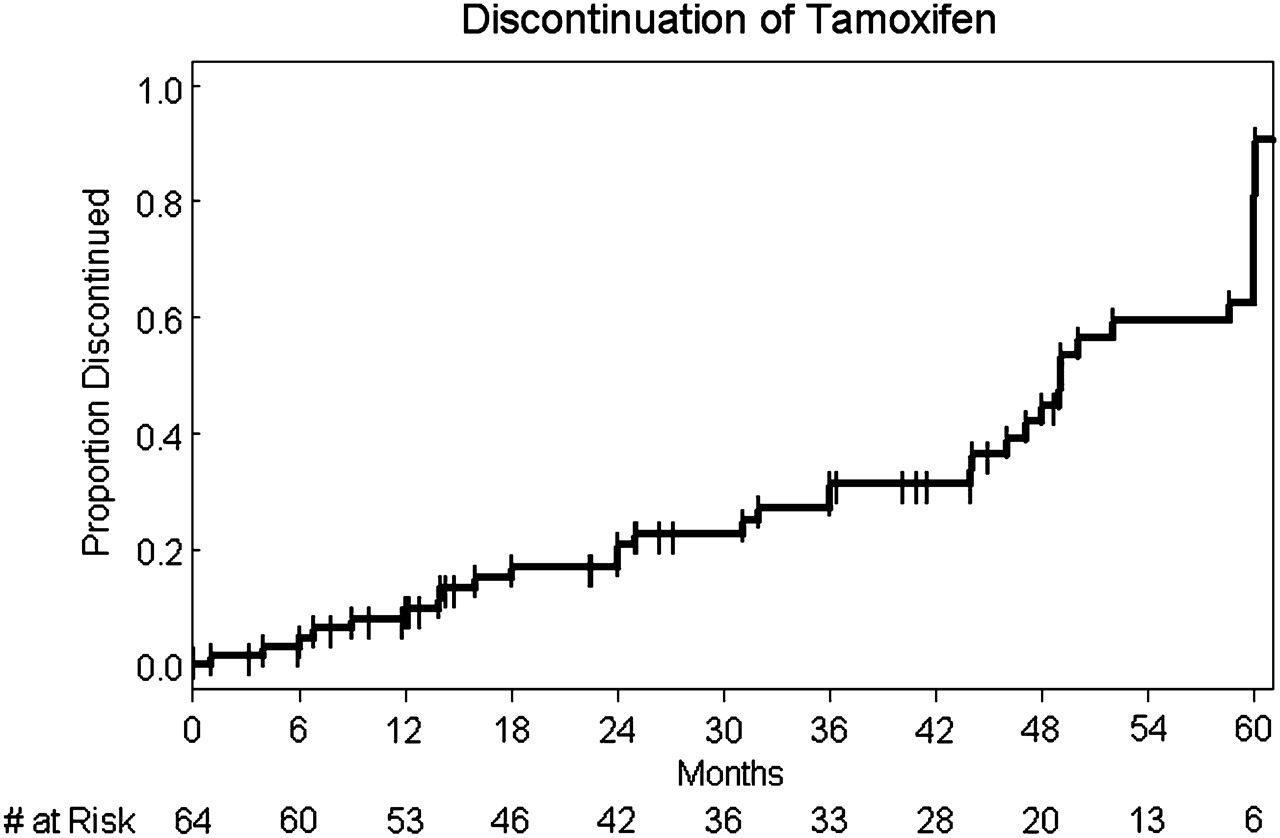 Discontinuation of Tamoxifen
Proportion Discontinued
1.0
0.8
0.6
0.4
0.2
0.0
0 6 12 18 24 30 36 42 48 54 60
Months
# at Risk 64 60 53 46 42 36 33 28 20 13 6